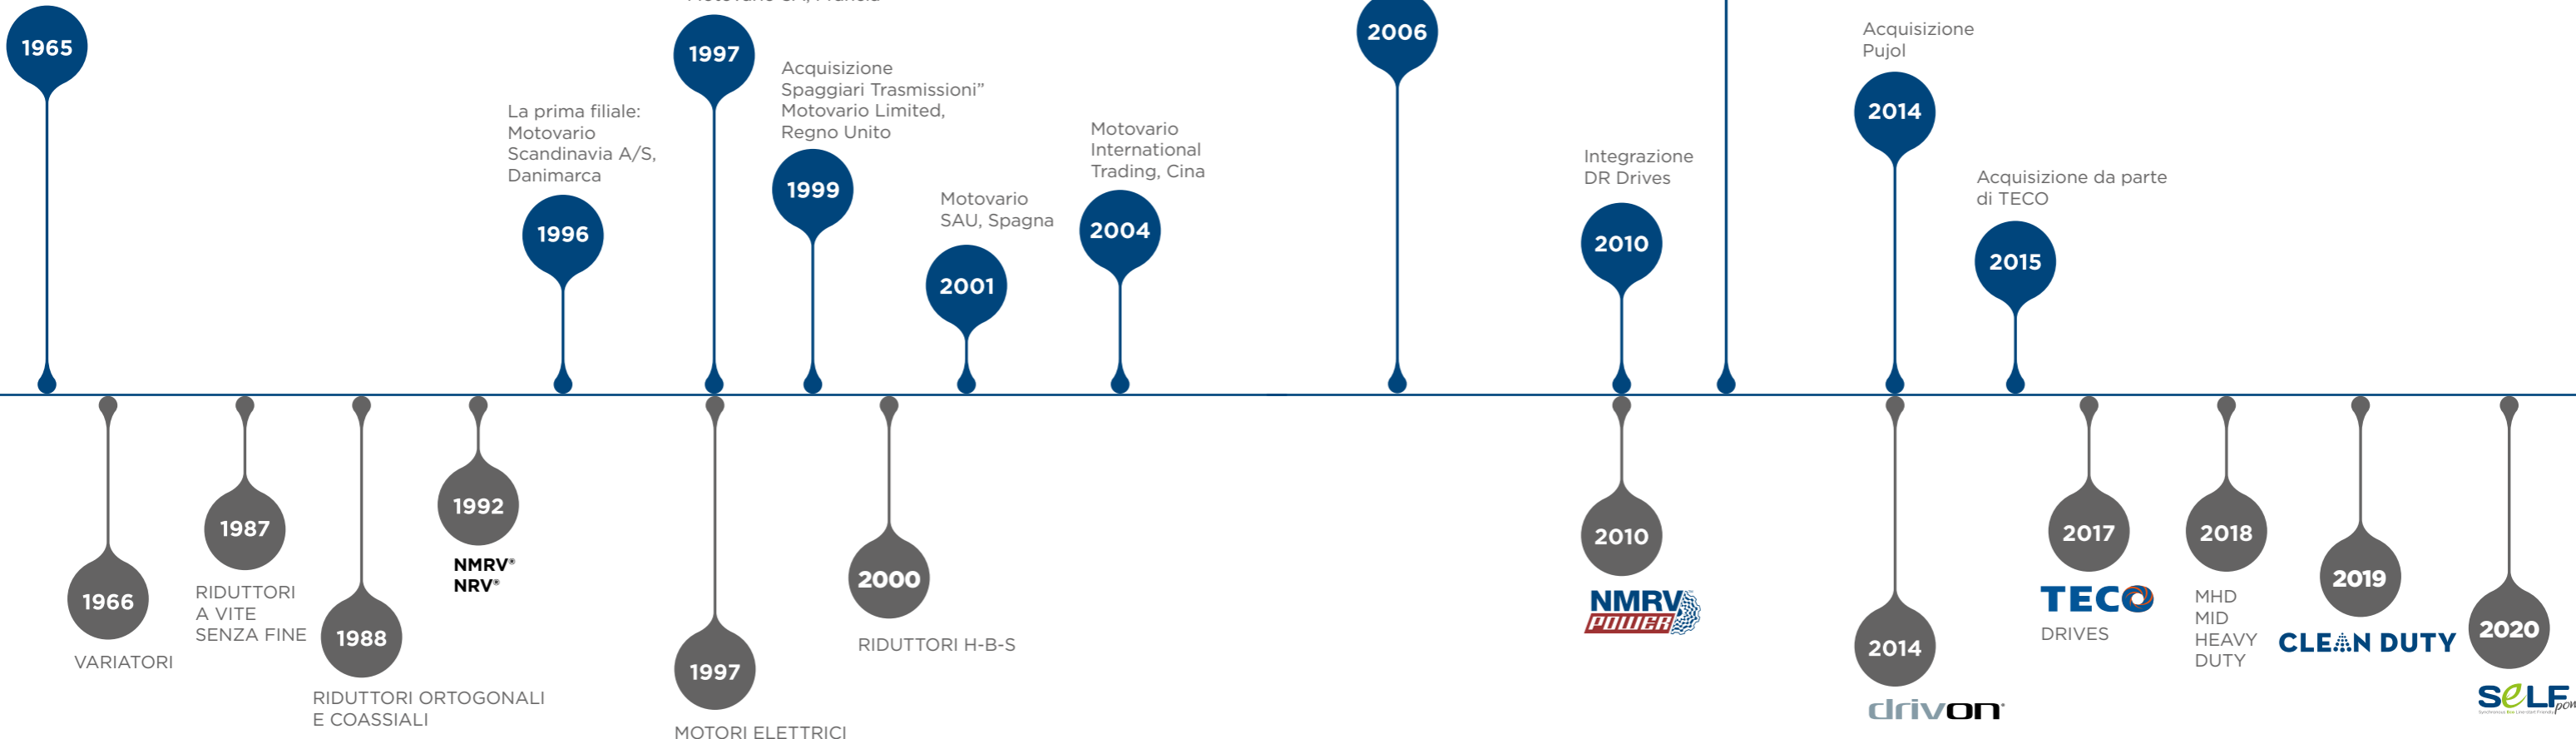 1965
1997
2006
Acquisizione
Pujol
2014
Acquisizione
Spaggiari Trasmissioni”
Motovario Limited,
Regno Unito
1999
La prima filiale:
Motovario
Scandinavia A/S,
Danimarca
1996
Motovario
SAU, Spagna
2001
Motovario
International
Trading, Cina
2004
Integrazione
DR Drives
2010
Acquisizione da parte
di TECO
2015
1966
VARIATORI
1987
RIDUTTORI
A VITE
SENZA FINE
1988
RIDUTTORI ORTOGONALI
E COASSIALI
1992
NMRV®
NRV®
1997
MOTORI ELETTRICI
2000
RIDUTTORI H-B-S
2010
NMRV
POWER
2014
drivon
2017
TECO
DRIVES
2018
MHD
MID
HEAVY
DUTY
2019
CLEAN DUTY
2020
SeLF